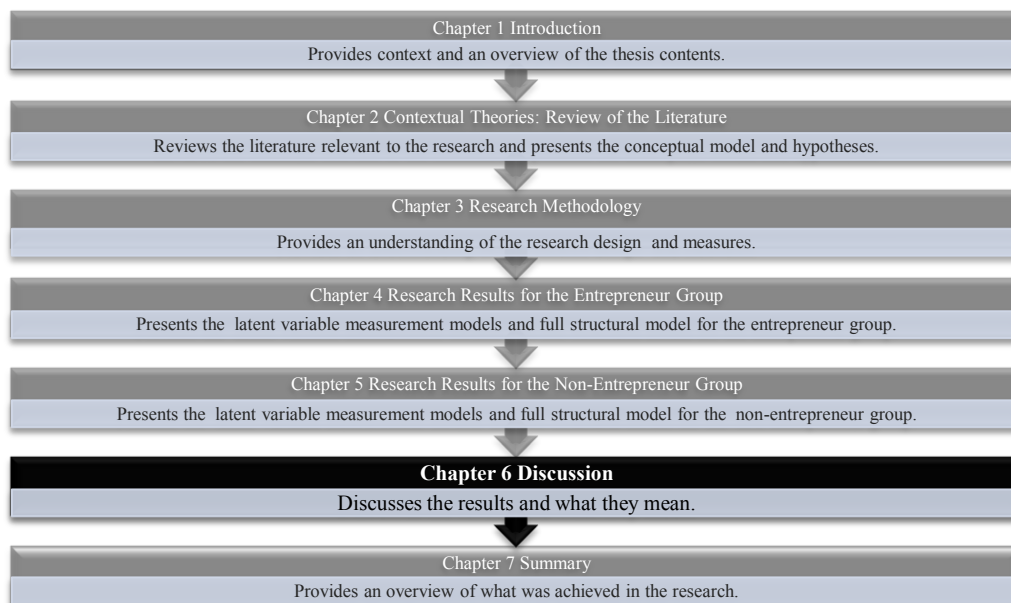 Chapter 1 Introduction
Provides context and an overview of the thesis contents.
Chapter 2 Contextual Theories: Review of the Literature
Reviews the literature relevant to the research and presents the conceptual model and hypotheses.
Chapter 3 Research Methodology
Provides an understanding of the research design and measures.
Chapter 4 Research Results for the Entrepreneur Group
Presents the latent variable measurement models and full structural model for the entrepreneur group.
Chapter 5 Research Results for the Non-Entrepreneur Group
Presents the latent variable measurement models and full structural model for the non-entrepreneur group.
Chapter 6 Discussion
Discusses the results and what they mean.
Chapter 7 Summary
Provides an overview of what was achieved in the research.